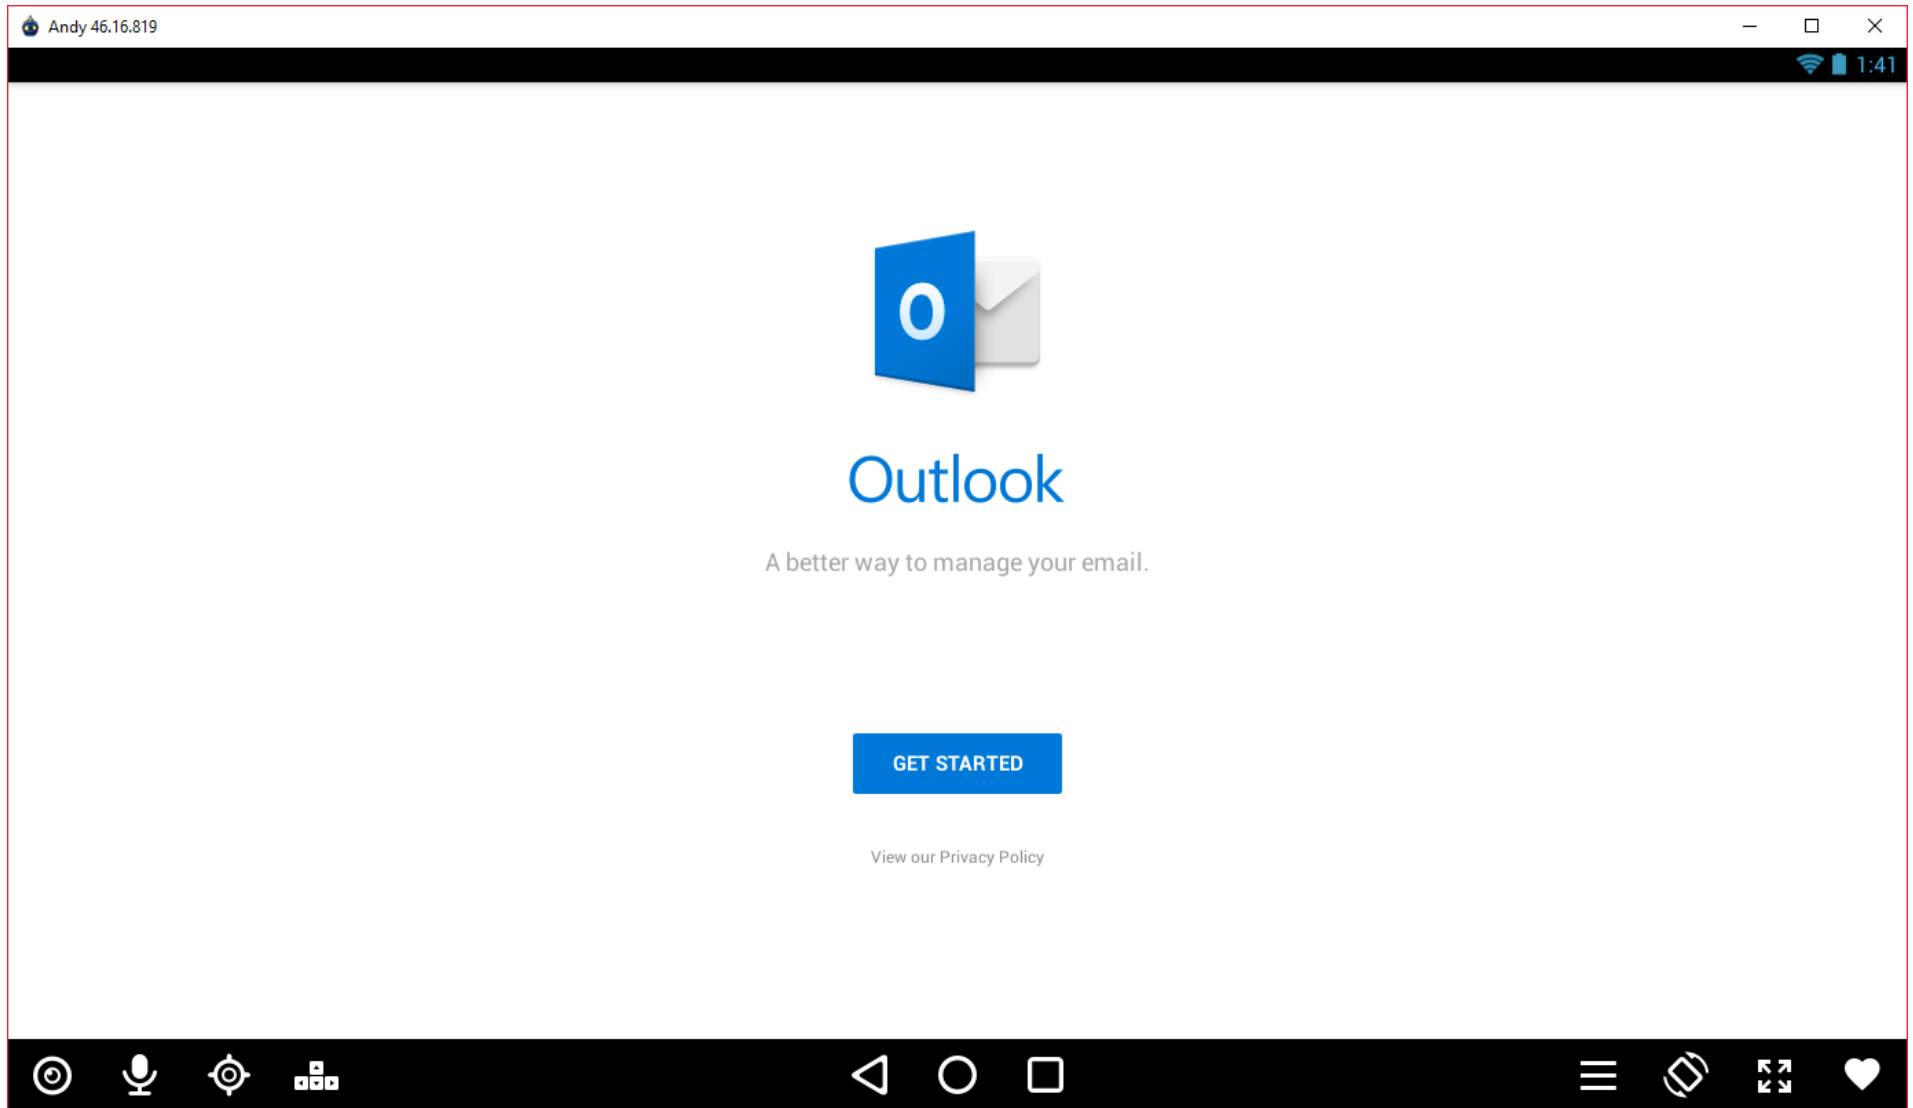 Andy 46.16.819
1:41
O
Outlook
A better way to manage your email.
GET STARTED
View our Privacy Policy